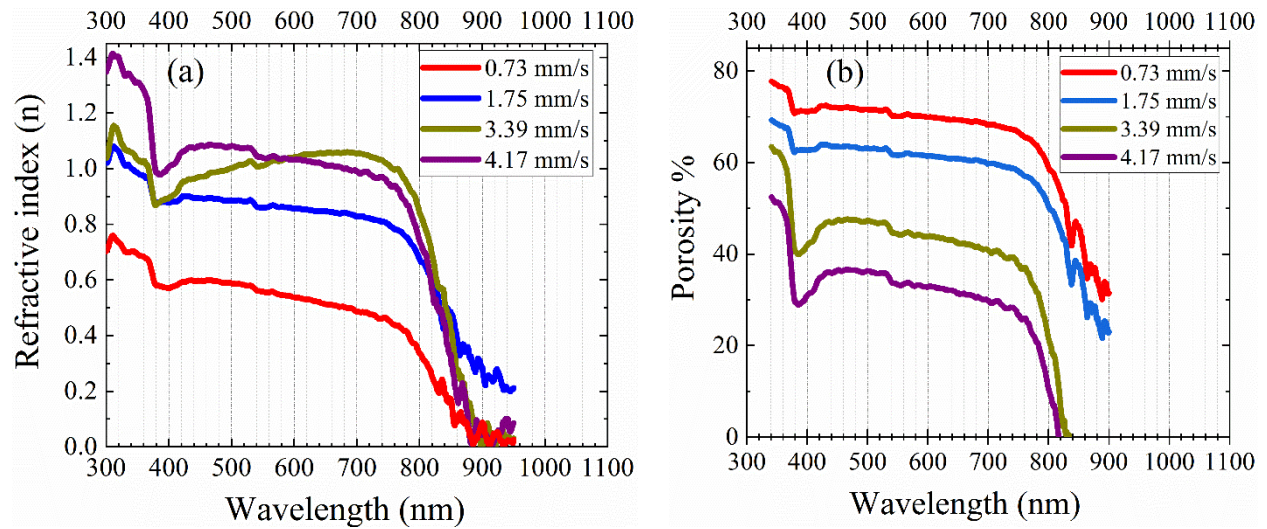 300 400 500 600 700 800 900 1000 1100
(a)
0.73 mm/s
1.75 mm/s
3.39 mm/s
4.17 mm/s
1.4
1.2
1.0
0.8
0.6
0.4
0.2
0.0
Refractive index (n)
300 400 500 600 700 800 900 1000 1100
Wavelength (nm)
300 400 500 600 700 800 900 1000 1100
(b)
0.73 mm/s
1.75 mm/s
3.39 mm/s
4.17 mm/s
80
60
40
20
0
Porosity %
300 400 500 600 700 800 900 1000 1100
Wavelength (nm)